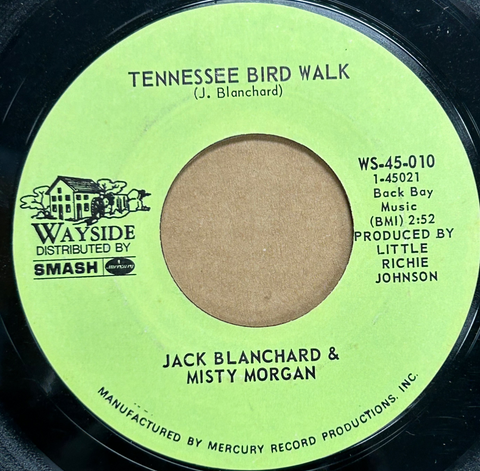 TENNESSEE BIRD WALK
(J. Blanchard)
WAYSIDE
DISTRIBUTED BY
SMASH mercury
WS-45-010
1-45021
Back Bay
Music
(BMI) 2:52
PRODUCED BY
LITTLE
RICHIE
JOHNSON
JACK BLANCHARD &
MISTY MORGAN
MANUFACTURED BY MERCURY RECORD PRODUCTIONS, INC.